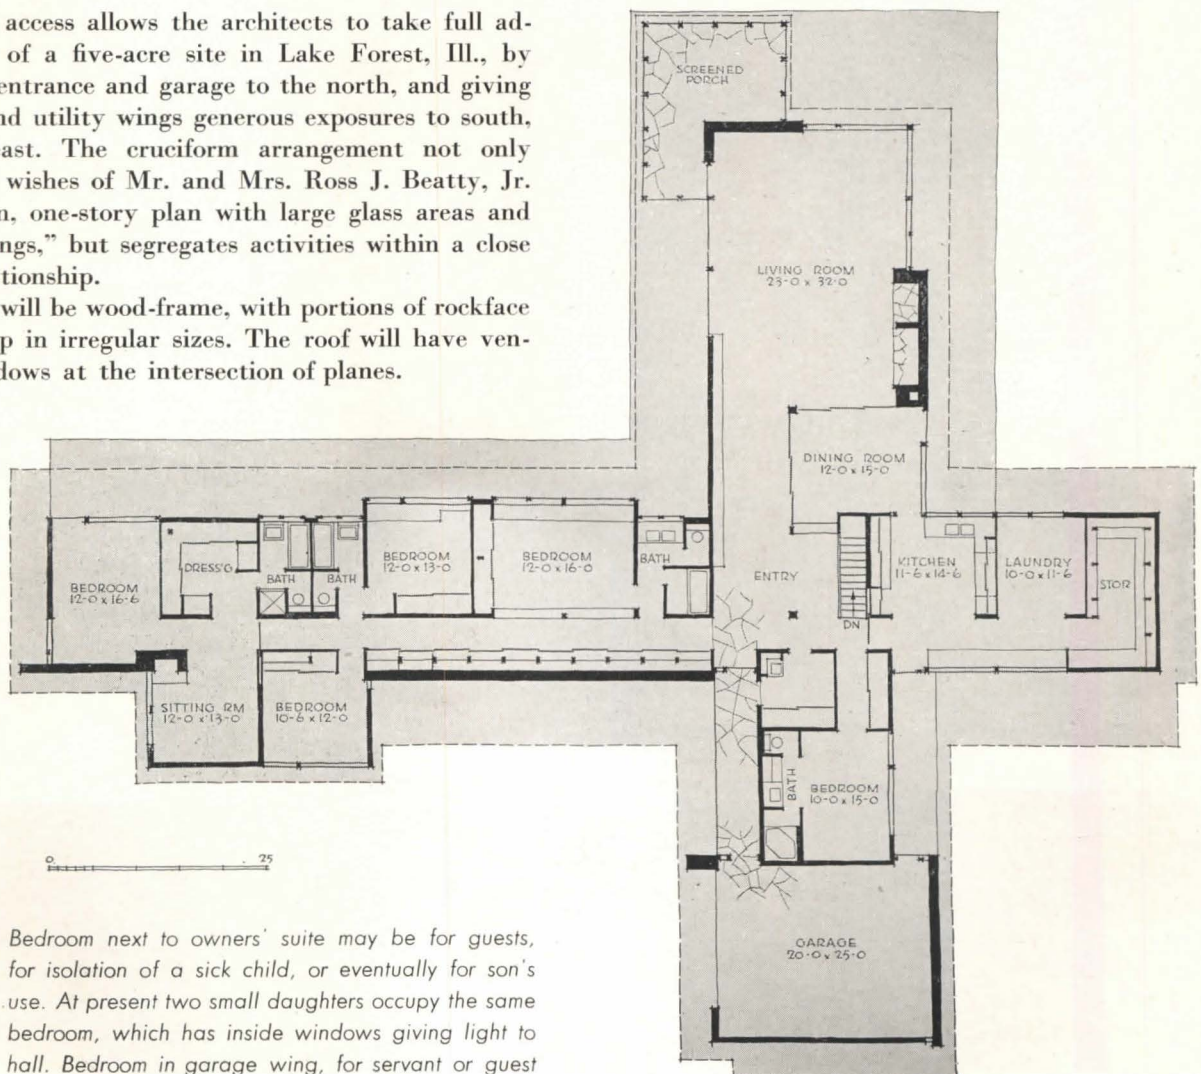 access allows the architects to take full ad-
of a five-acre site in Lake Forest, Ill., by
entrance and garage to the north, and giving
nd utility wings generous exposures to south,
ast. The cruciform arrangement not only
wishes of Mr. and Mrs. Ross J. Beatty, Jr.
n, one-story plan with large glass areas and
ngs,” but segregates activities within a close
tionship.
will be wood-frame, with portions of rockface
p in irregular sizes. The roof will have ven-
dows at the intersection of planes.
SCREENED
PORCH
LIVING ROOM
23-0 x 32-0
DINING ROOM
12-0 x 15-0
BEDROOM
12-0 x 16-6
DRESS'G
BATH
BATH
BEDROOM
12-0 x 13-0
BEDROOM
12-0 x 16-0
BATH
ENTRY
DN
KITCHEN
11-6 x 14-6
LAUNDRY
10-0 x 11-6
STOR
SITTING RM
12-0 x 13-0
BEDROOM
10-6 x 12-0
BATH
BEDROOM
10-0 x 15-0
GARAGE
20-0 x 25-0
0 25
Bedroom next to owners' suite may be for guests,
for isolation of a sick child, or eventually for son's
use. At present two small daughters occupy the same
bedroom, which has inside windows giving light to
hall. Bedroom in garage wing, for servant or guest